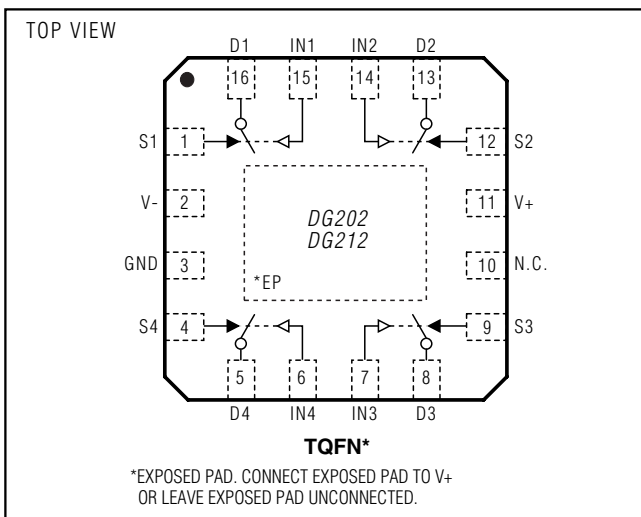 TOP VIEW
D1 IN1 IN2 D2
16 15 14 13
S1 1 12 S2
V- 2 11 V+
DG202
DG212
GND 3 10 N.C.
*EP
S4 4 9 S3
5 6 7 8
D4 IN4 IN3 D3
TQFN*
*EXPOSED PAD. CONNECT EXPOSED PAD TO V+
OR LEAVE EXPOSED PAD UNCONNECTED.